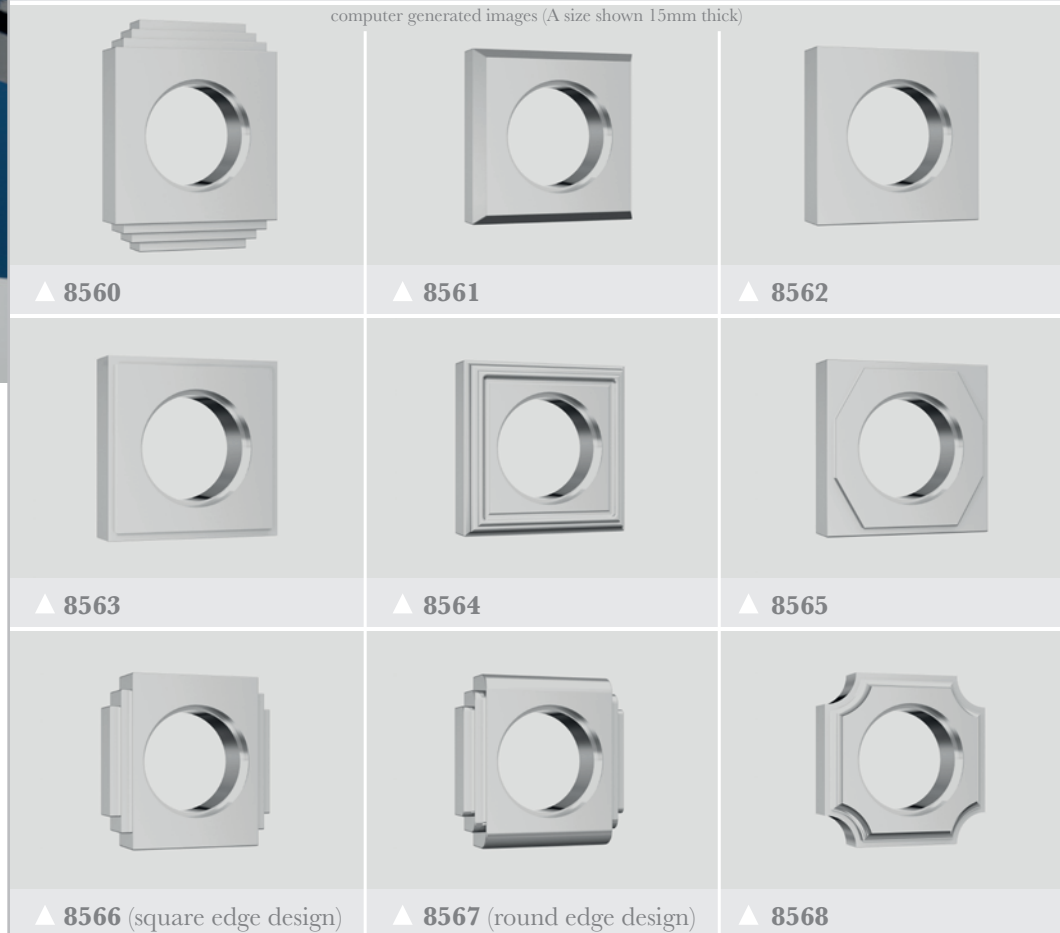 computer generated images (A size shown 15mm thick)
8560
8561
8562
8563
8564
8565
8566 (square edge design)
8567 (round edge design)
8568